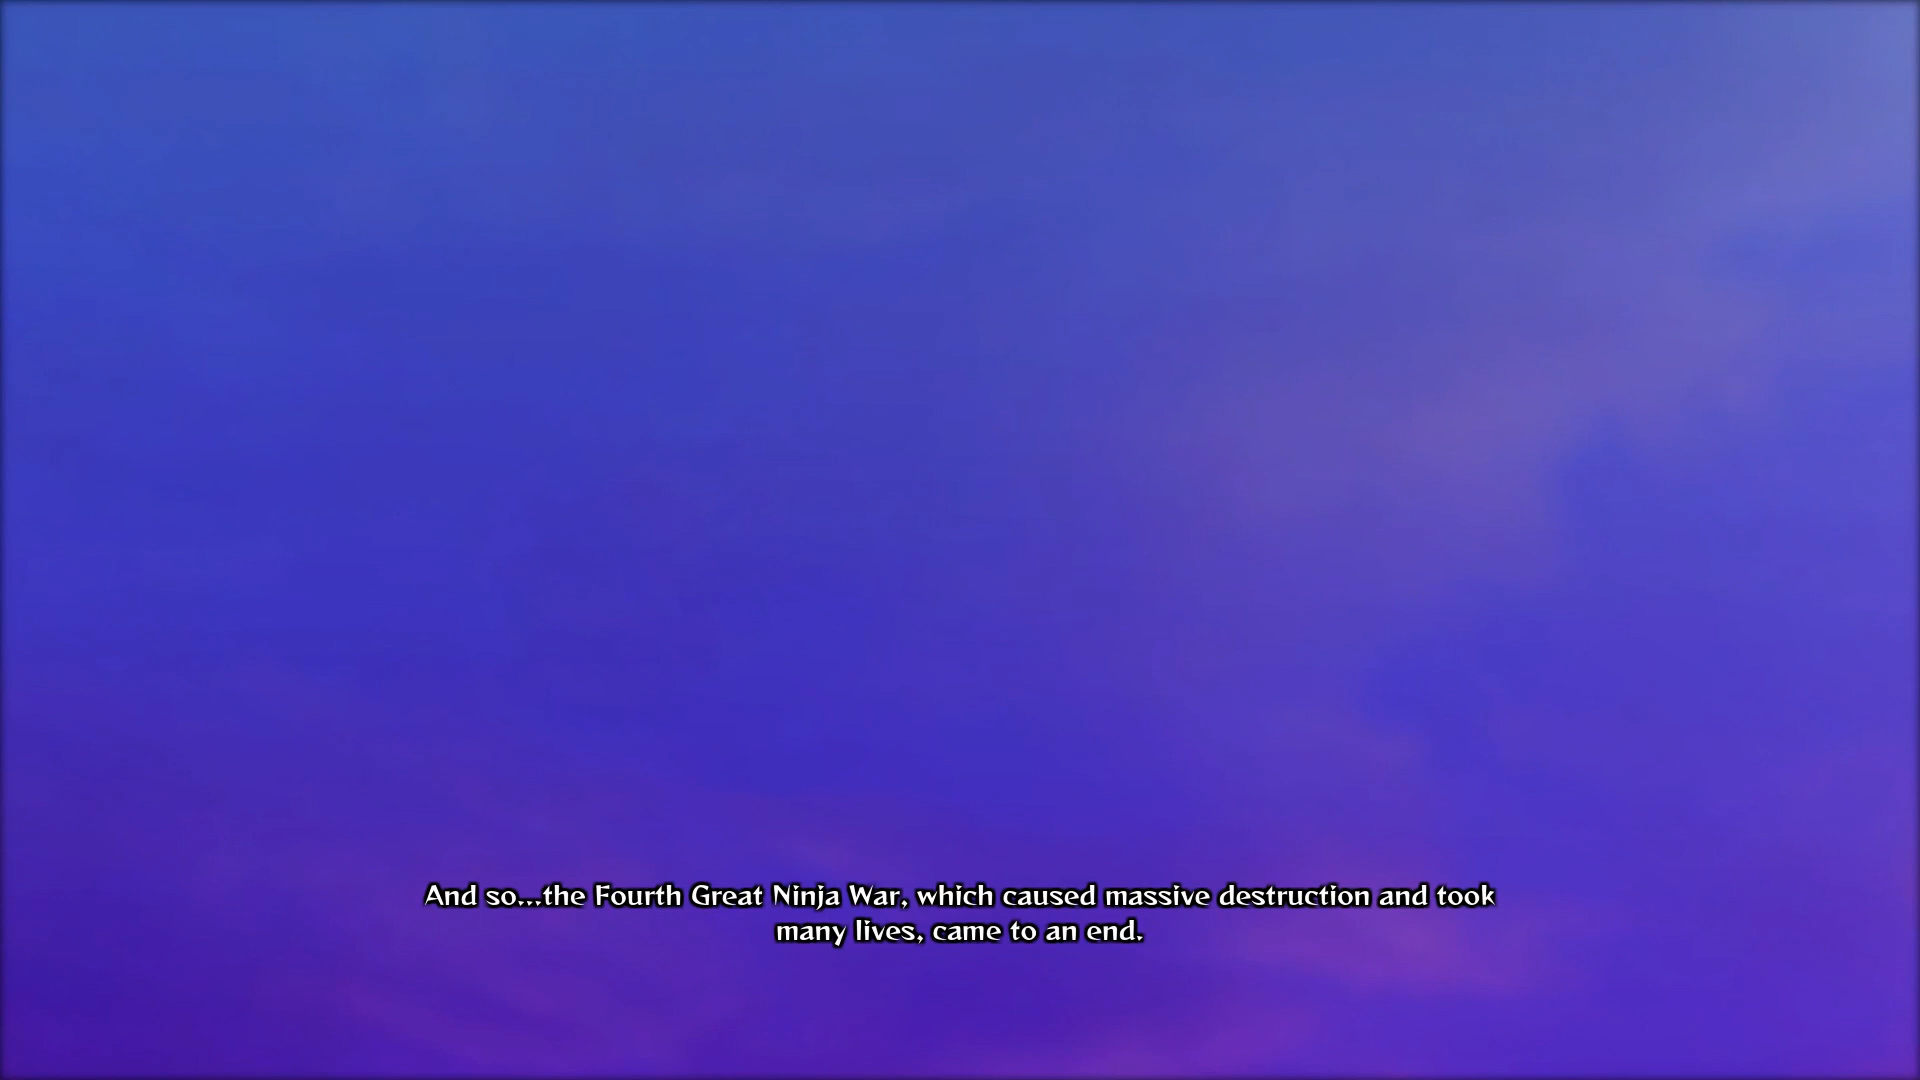 And so...the Fourth Great Ninja War, which caused massive destruction and took
many lives, came to an end.